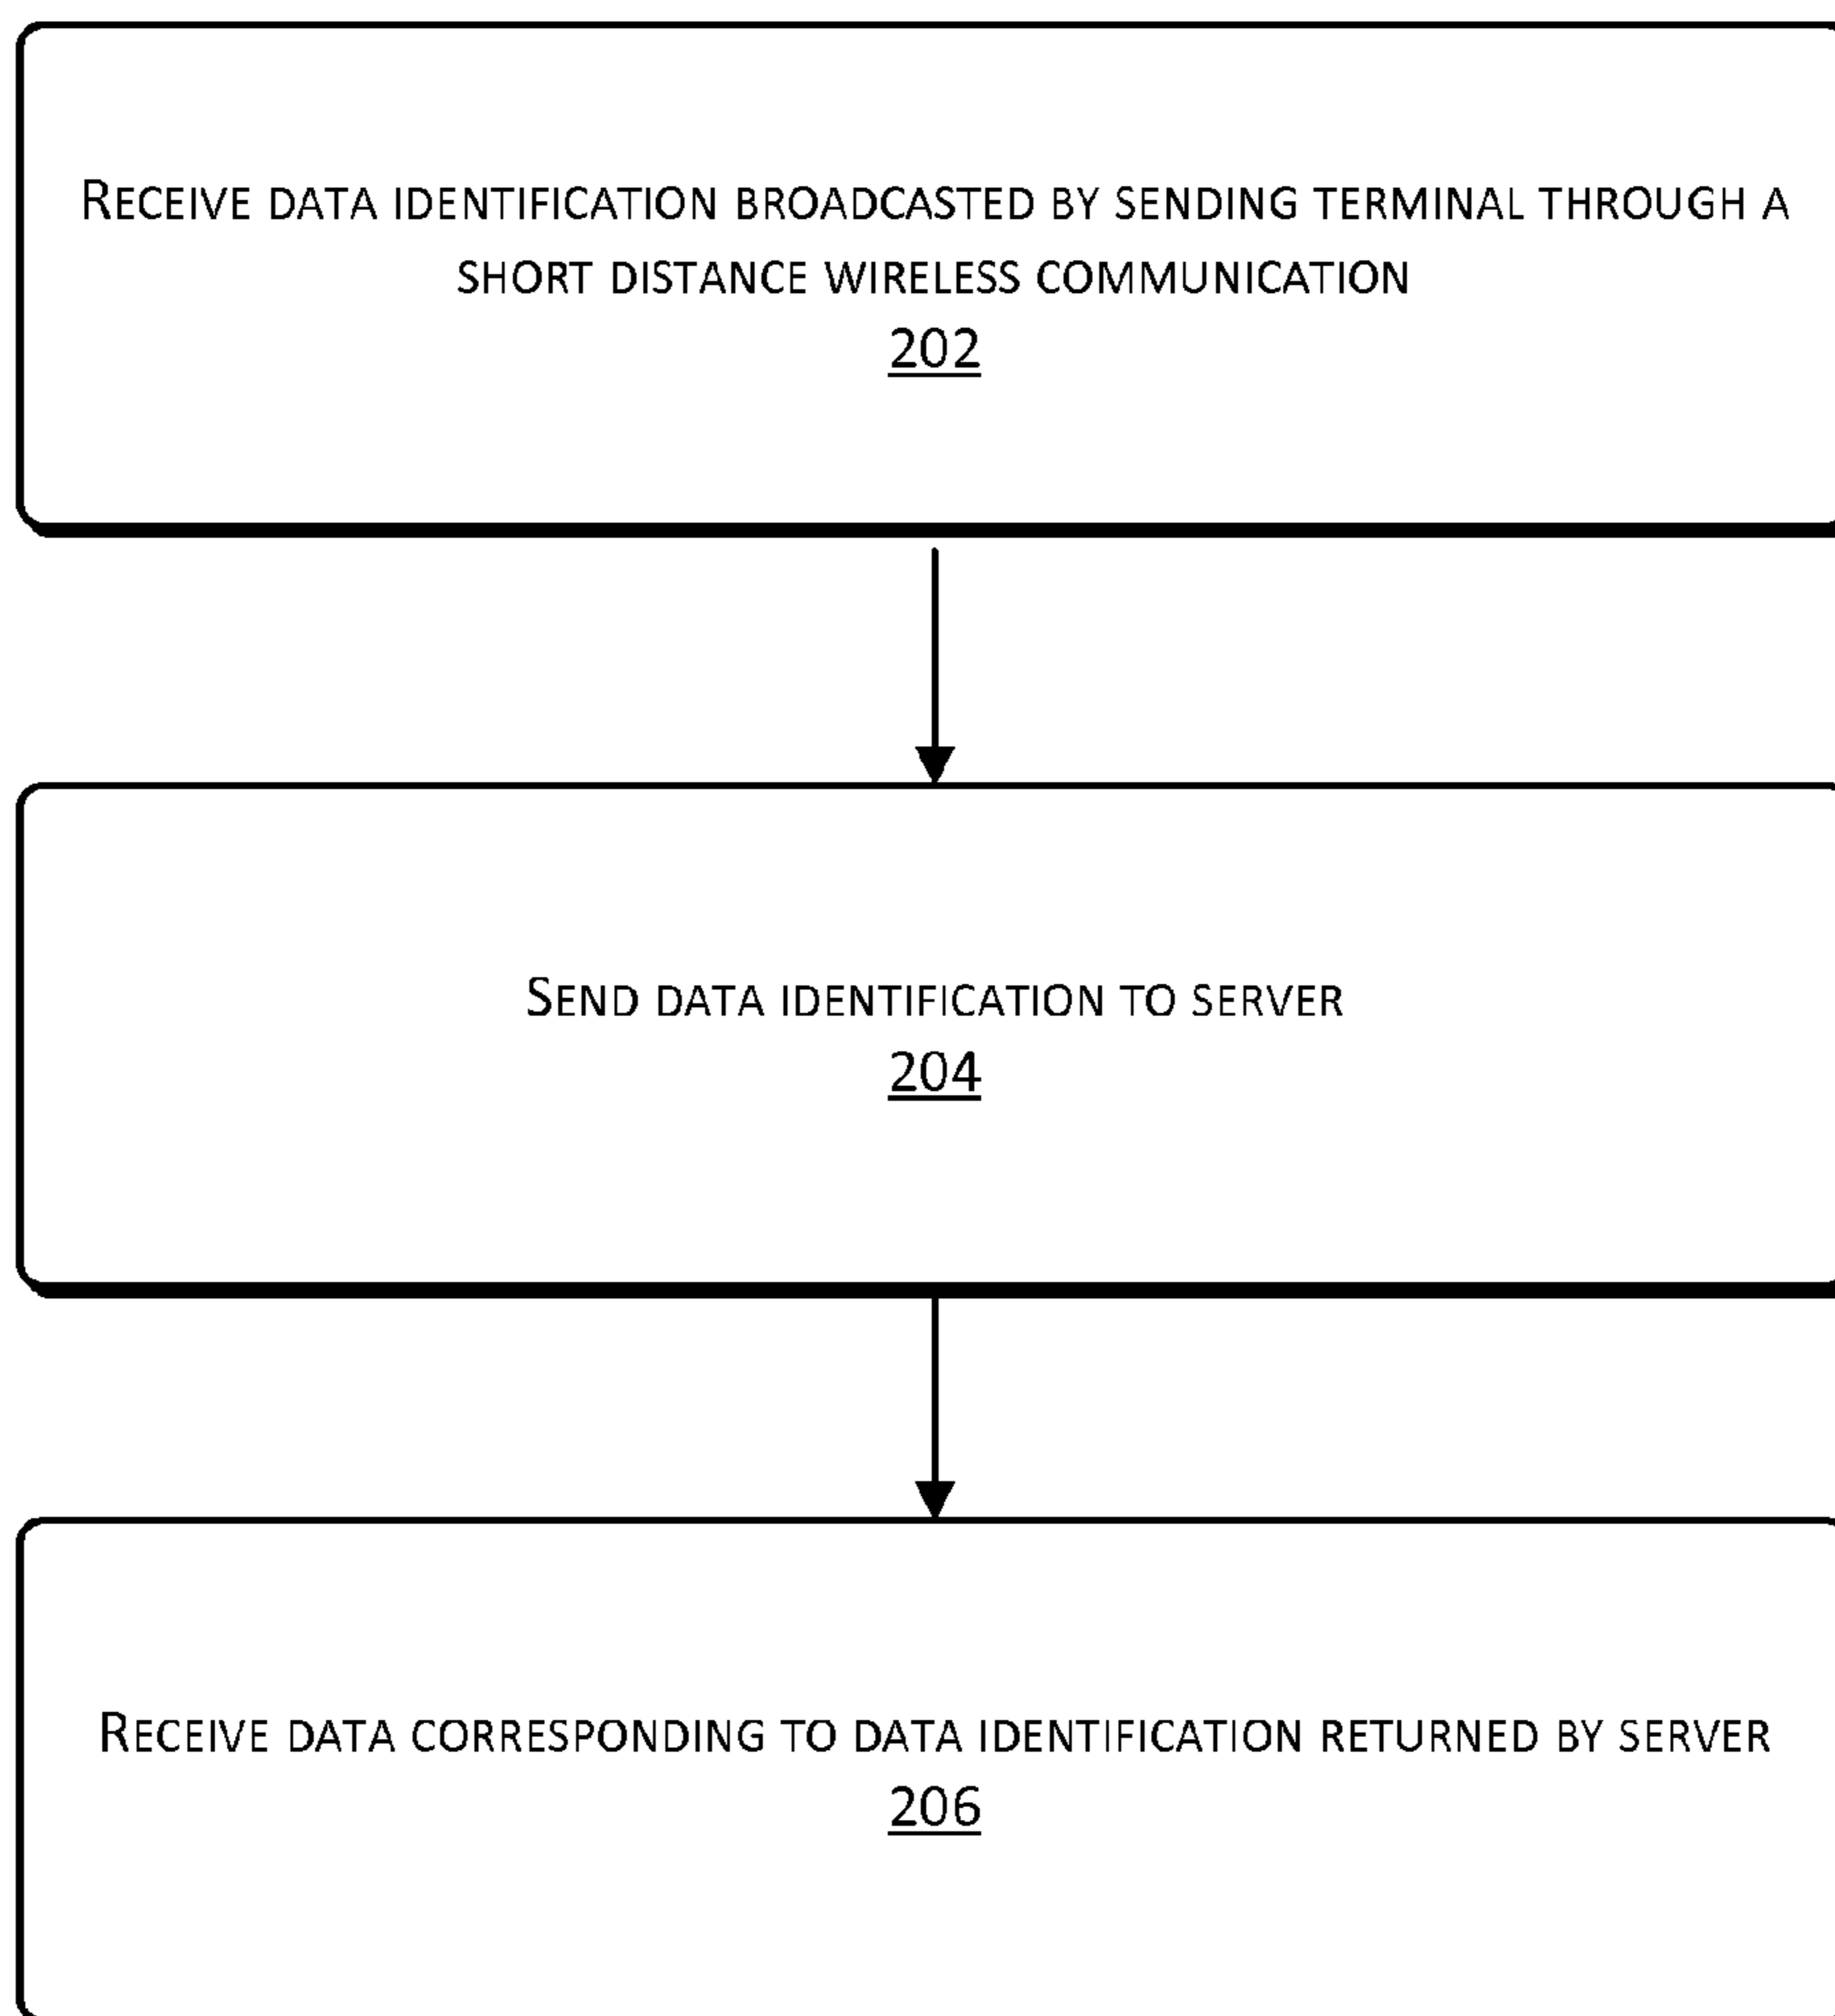 RECEIVE DATA IDENTIFICATION BROADCASTED BY SENDING TERMINAL THROUGH A
SHORT DISTANCE WIRELESS COMMUNICATION
202
SEND DATA IDENTIFICATION TO SERVER
204
RECEIVE DATA CORRESPONDING TO DATA IDENTIFICATION RETURNED BY SERVER
206